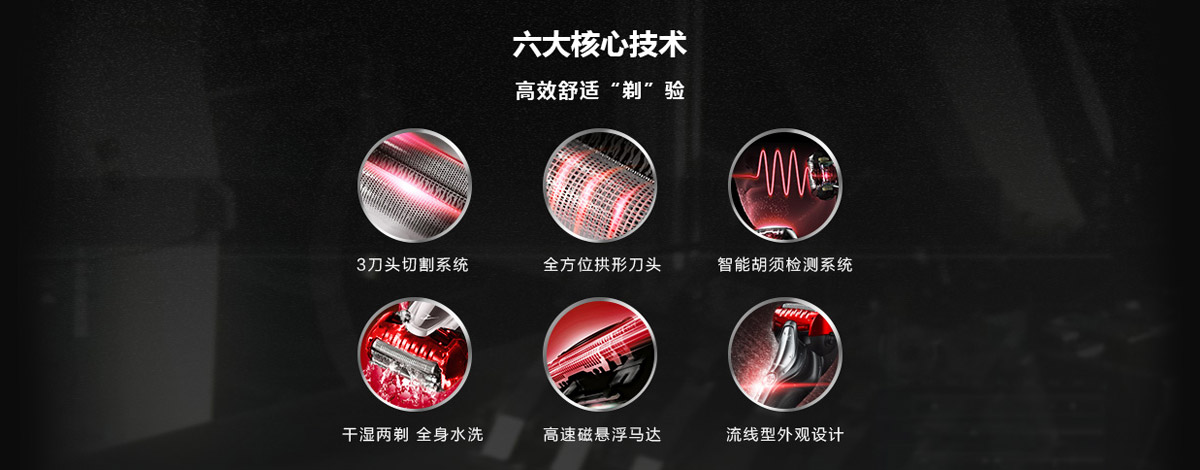 六大核心技术
高效舒适“剃”验
3刀头切割系统
全方位拱形刀头
智能胡须检测系统
干湿两剃 全身水洗
高速磁悬浮马达
流线型外观设计